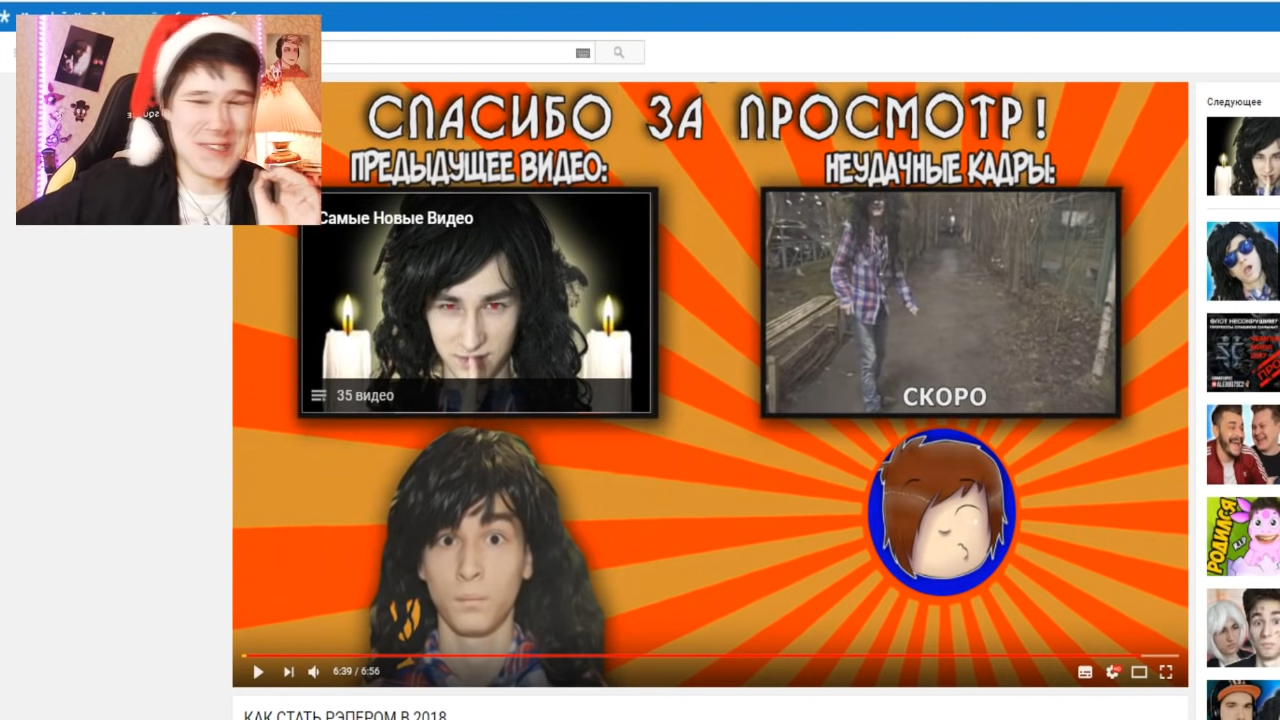 СПАСИБО ЗА ПРОСМОТР!
ПРЕДЫДУЩЕЕ ВИДЕО:
НЕУДАЧНЫЕ КАДРЫ:
Самые Новые Видео
35 видео
СКОРО
6:39 / 6:56
КАК СТАТЬ РЭПЕРОМ В 2018
Следующее
РОДИЛСЯ
R.I.P